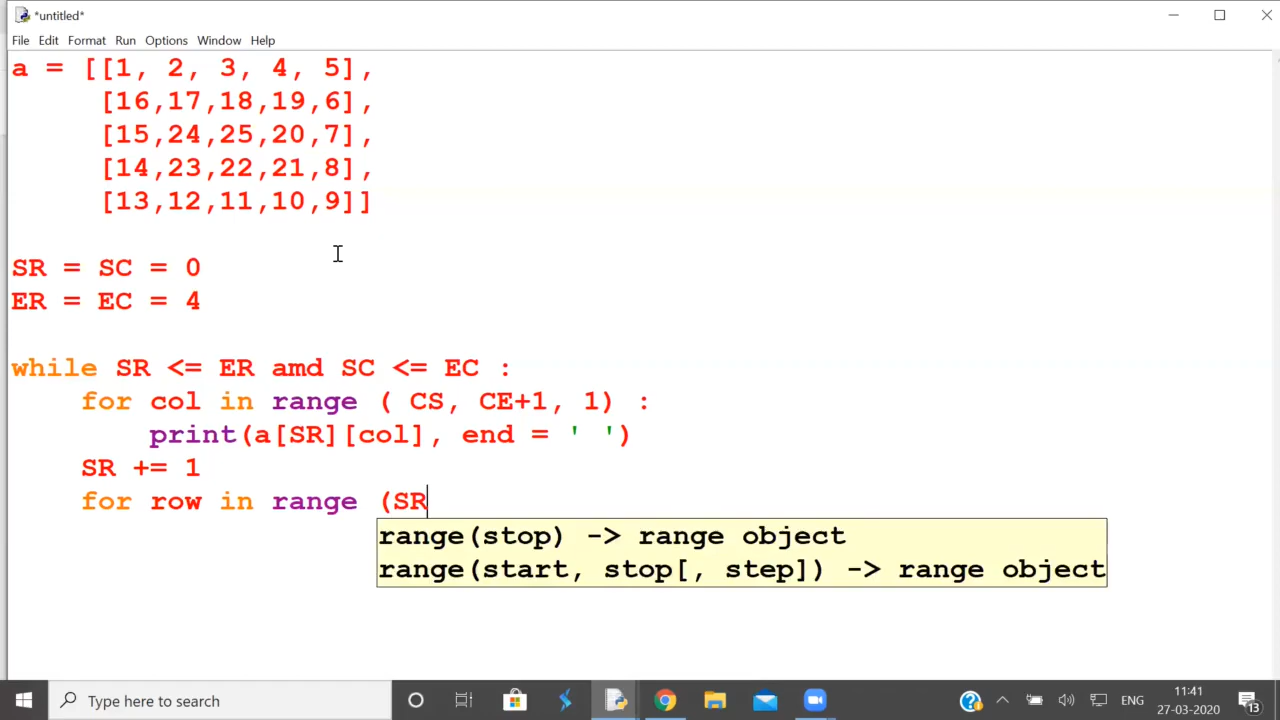 *untitled*
File Edit Format Run Options Window Help
a = [[1, 2, 3, 4, 5],
[16,17,18,19,6],
[15,24,25,20,7],
[14,23,22,21,8],
[13,12,11,10,9]]
SR = SC = 0
ER = EC = 4
while SR <= ER amd SC <= EC :
for col in range ( CS, CE+1, 1) :
print(a[SR][col], end = ' ')
SR += 1
for row in range (SR
range(stop) -> range object
range(start, stop[, step]) -> range object
Type here to search
ENG
11:41
27-03-2020
13